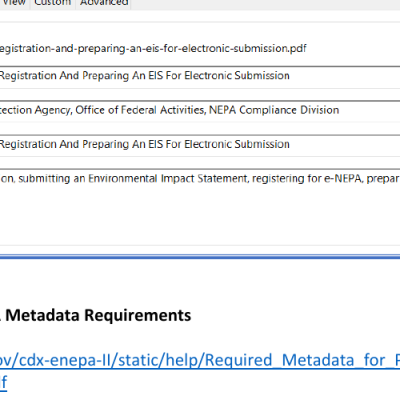 View Custom Advanced
egistration-and-preparing-an-eis-for-electronic-submission.pdf
Registration And Preparing An EIS For Electronic Submission
tection Agency, Office of Federal Activities, NEPA Compliance Division
Registration And Preparing An EIS For Electronic Submission
on, submitting an Environmental Impact Statement, registering for e-NEPA, prepar
Metadata Requirements
ov/cdx-enepa-II/static/help/Required_Metadata_for_P
f